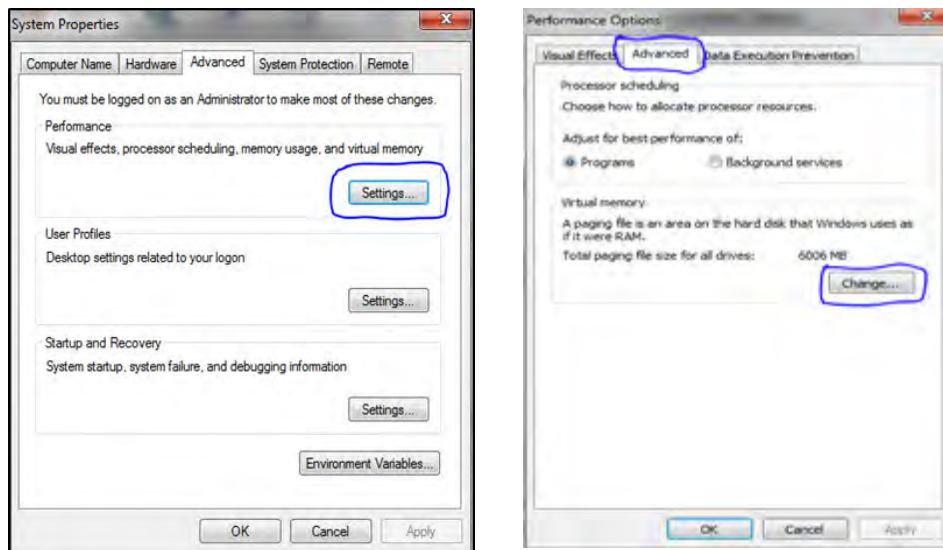 System Properties
Computer Name Hardware Advanced System Protection Remote
You must be logged on as an Administrator to make most of these changes.
Performance
Visual effects, processor scheduling, memory usage, and virtual memory
Settings...
User Profiles
Desktop settings related to your logon
Settings...
Startup and Recovery
System startup, system failure, and debugging information
Settings...
Environment Variables...
OK Cancel Apply
Performance Options
Visual Effects Advanced Data Execution Prevention
Processor scheduling
Choose how to allocate processor resources.
Adjust for best performance of:
Programs Background services
Virtual memory
A paging file is an area on the hard disk that Windows uses as
if it were RAM.
Total paging file size for all drives: 6006 MB
Change...
OK Cancel Apply